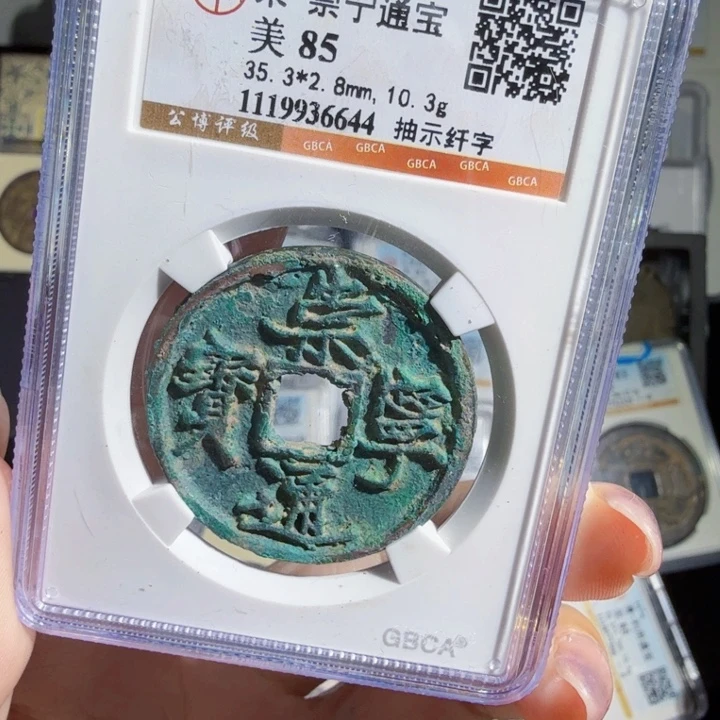 宋 崇宁通宝
美 85
35.3*2.8mm, 10.3g
1119936644 抽示纤字
公博评级 GBCA GBCA GBCA GBCA GBCA
崇
寶 寧
通
GBCA®